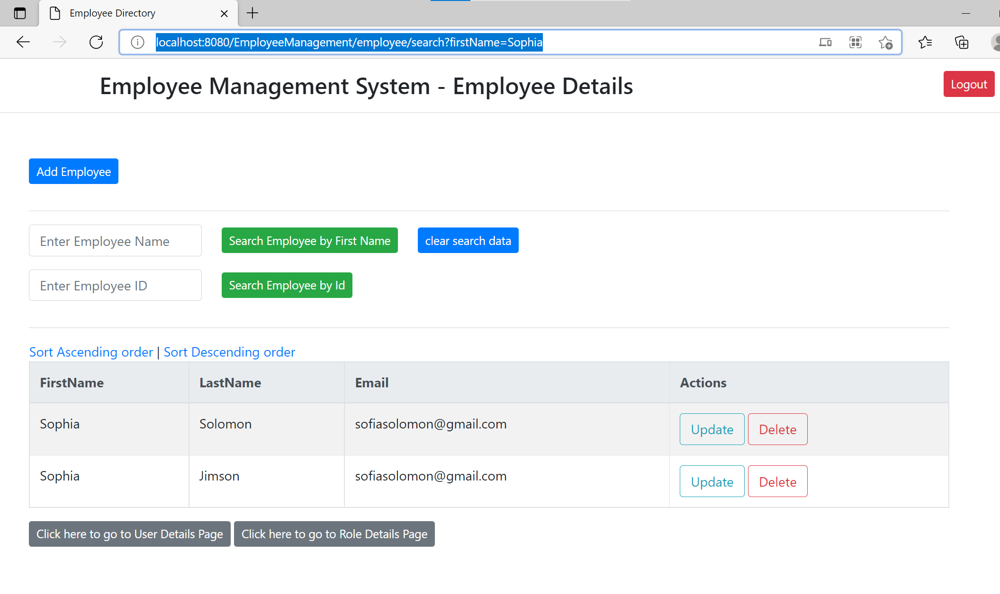 Employee Directory
localhost:8080/EmployeeManagement/employee/search?firstName=Sophia
Employee Management System - Employee Details
Logout
Add Employee
Enter Employee Name
Search Employee by First Name
clear search data
Enter Employee ID
Search Employee by Id
Sort Ascending order | Sort Descending order
FirstName LastName Email Actions
Sophia Solomon sofiasolomon@gmail.com Update Delete
Sophia Jimson sofiasolomon@gmail.com Update Delete
Click here to go to User Details Page Click here to go to Role Details Page